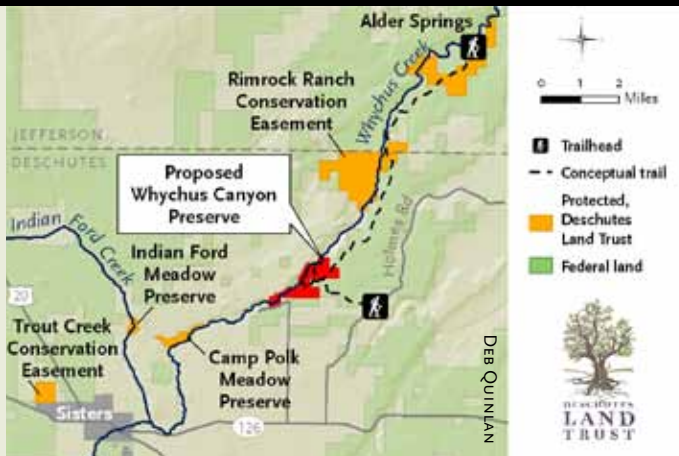 Alder Springs
Rimrock Ranch
Conservation
Easement
Whychus Creek
JEFFERSON
DESCHUTES
Proposed
Whychus Canyon
Preserve
Indian Ford Creek
Indian Ford
Meadow
Preserve
Holmes Rd
20
Trout Creek
Conservation
Easement
Camp Polk
Meadow
Preserve
Sisters
126
DEB QUINLAN
0 1 2
Miles
Trailhead
Conceptual trail
Protected,
Deschutes
Land Trust
Federal land
DESCHUTES
LAND
TRUST